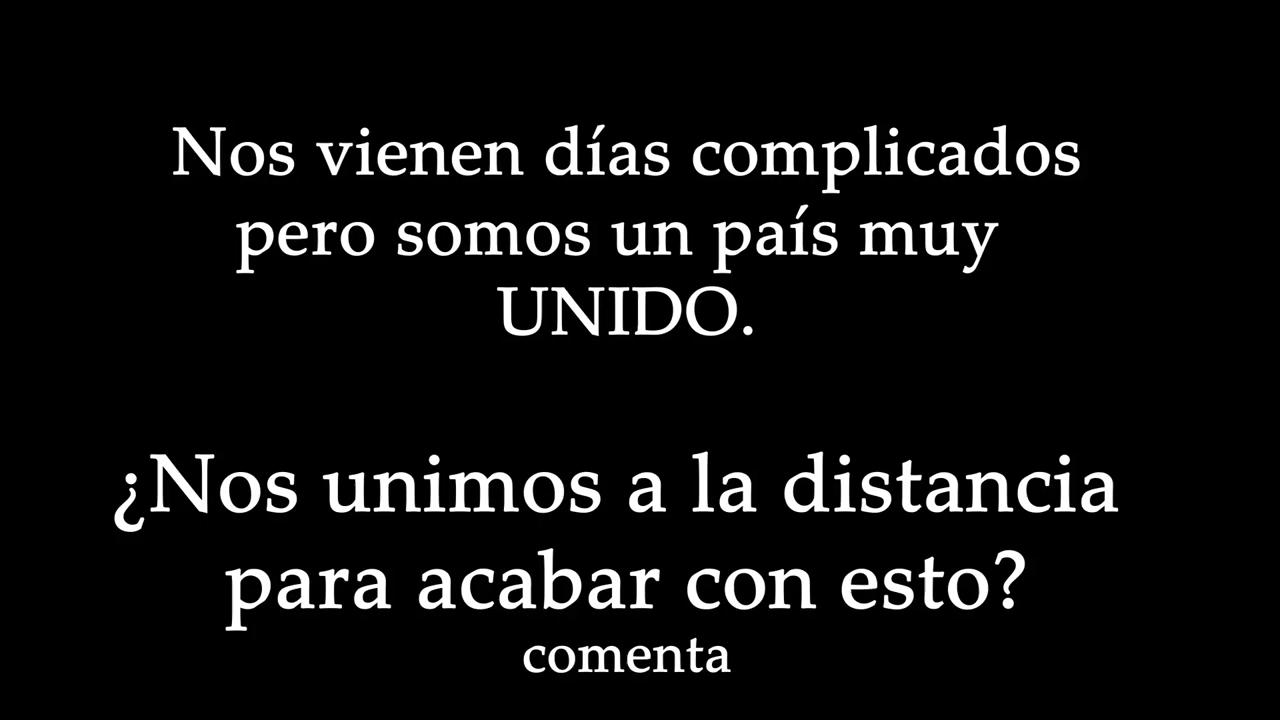 Nos vienen días complicados
pero somos un país muy
UNIDO.
¿Nos unimos a la distancia
para acabar con esto?
comenta